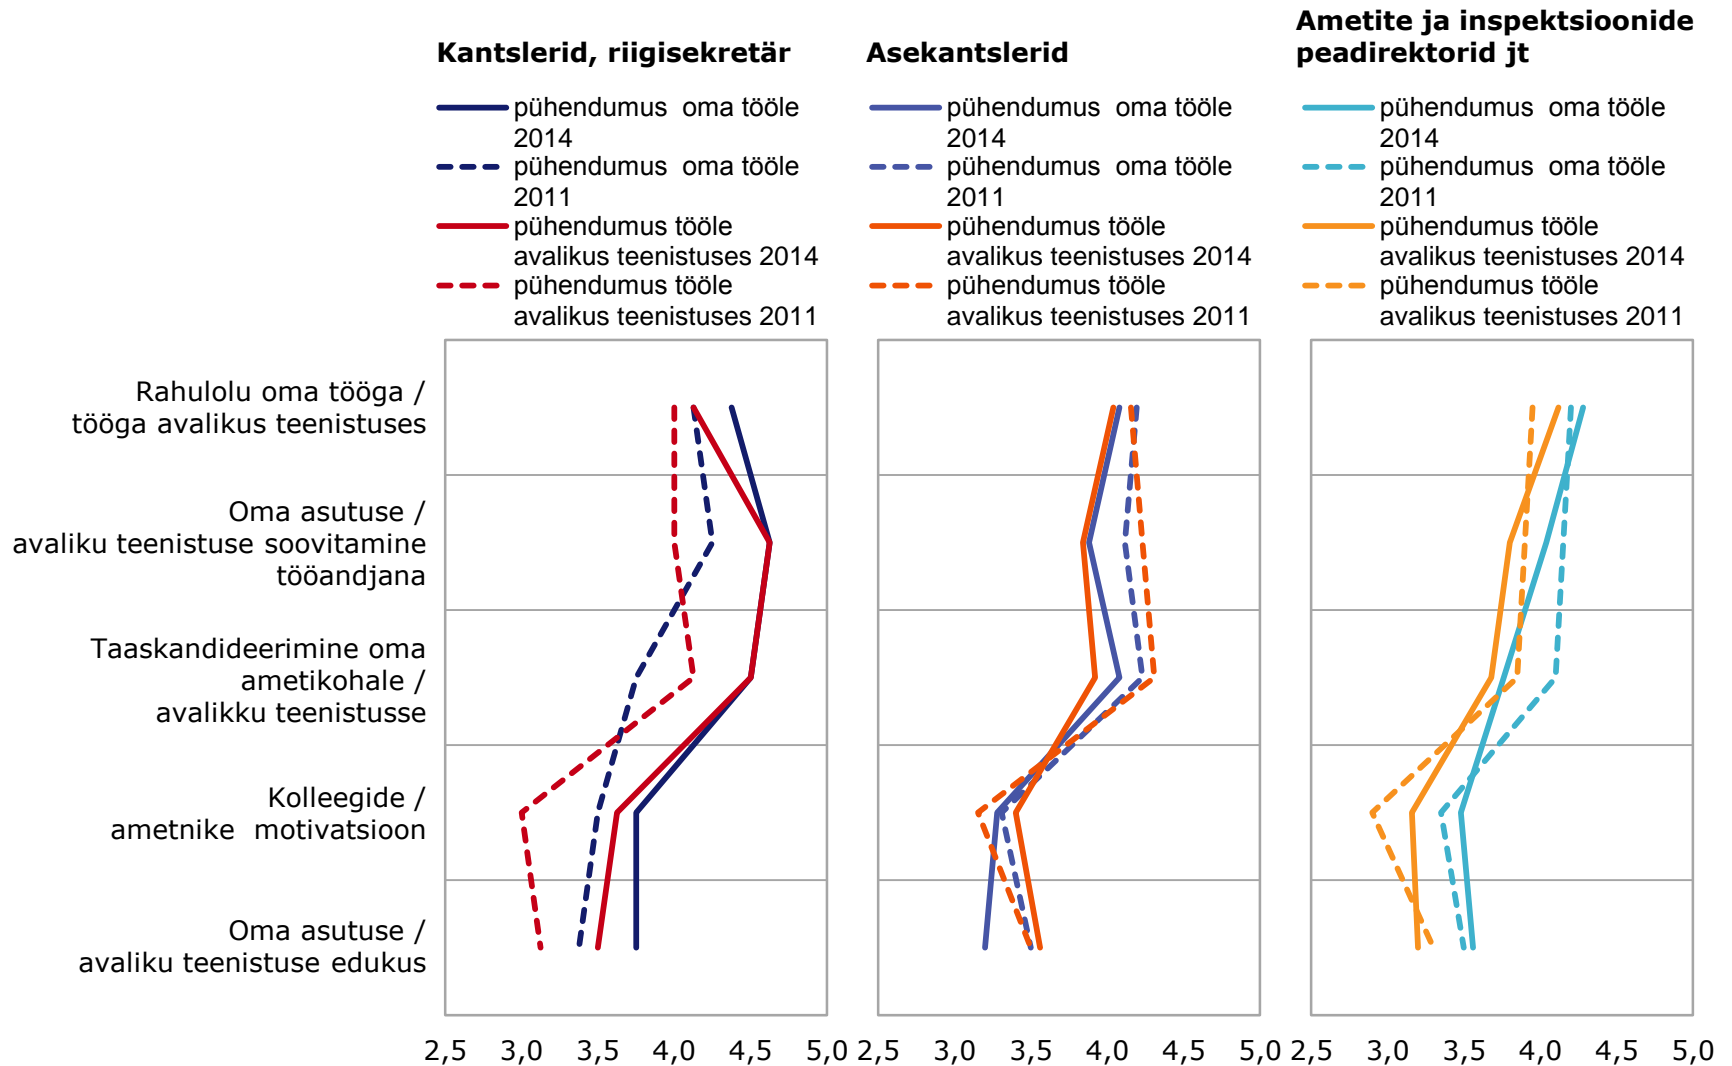 Kantslerid, riigisekretär
pühendumus oma tööle
2014
pühendumus oma tööle
2011
pühendumus tööle
avalikus teenistuses 2014
pühendumus tööle
avalikus teenistuses 2011
Asekantslerid
pühendumus oma tööle
2014
pühendumus oma tööle
2011
pühendumus tööle
avalikus teenistuses 2014
pühendumus tööle
avalikus teenistuses 2011
Ametite ja inspektsioonide
peadirektorid jt
pühendumus oma tööle
2014
pühendumus oma tööle
2011
pühendumus tööle
avalikus teenistuses 2014
pühendumus tööle
avalikus teenistuses 2011
Rahulolu oma tööga /
tööga avalikus teenistuses
Oma asutuse /
avaliku teenistuse soovitamine
tööandjana
Taaskandideerimine oma
ametikohale /
avalikku teenistusse
Kolleegide /
ametnike motivatsioon
Oma asutuse /
avaliku teenistuse edukus
2,5 3,0 3,5 4,0 4,5 5,0
2,5 3,0 3,5 4,0 4,5 5,0
2,5 3,0 3,5 4,0 4,5 5,0